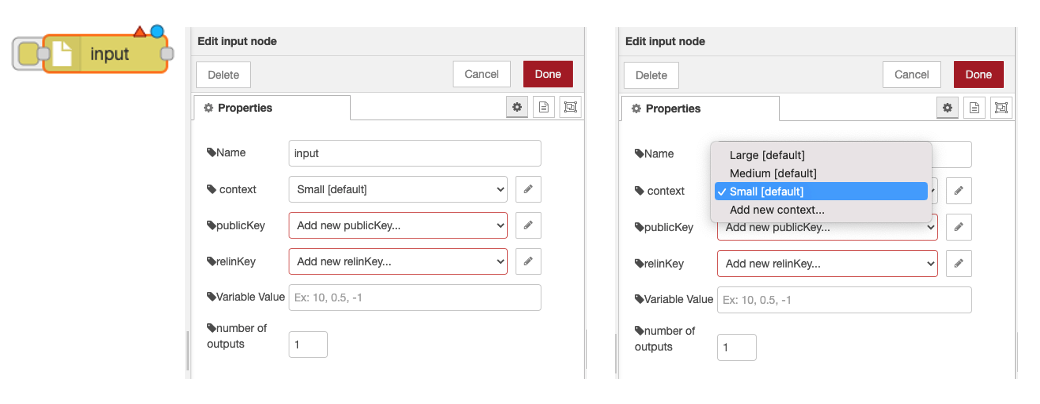 input
Edit input node
Delete
Cancel
Done
Properties
Name
input
context
Small [default]
publicKey
Add new publicKey...
relinKey
Add new relinKey...
Variable Value
Ex: 10, 0.5, -1
number of
outputs
1
Edit input node
Delete
Cancel
Done
Properties
Name
Large [default]
Medium [default]
context
✓ Small [default]
Add new context...
publicKey
Add new publicKey...
relinKey
Add new relinKey...
Variable Value
Ex: 10, 0.5, -1
number of
outputs
1